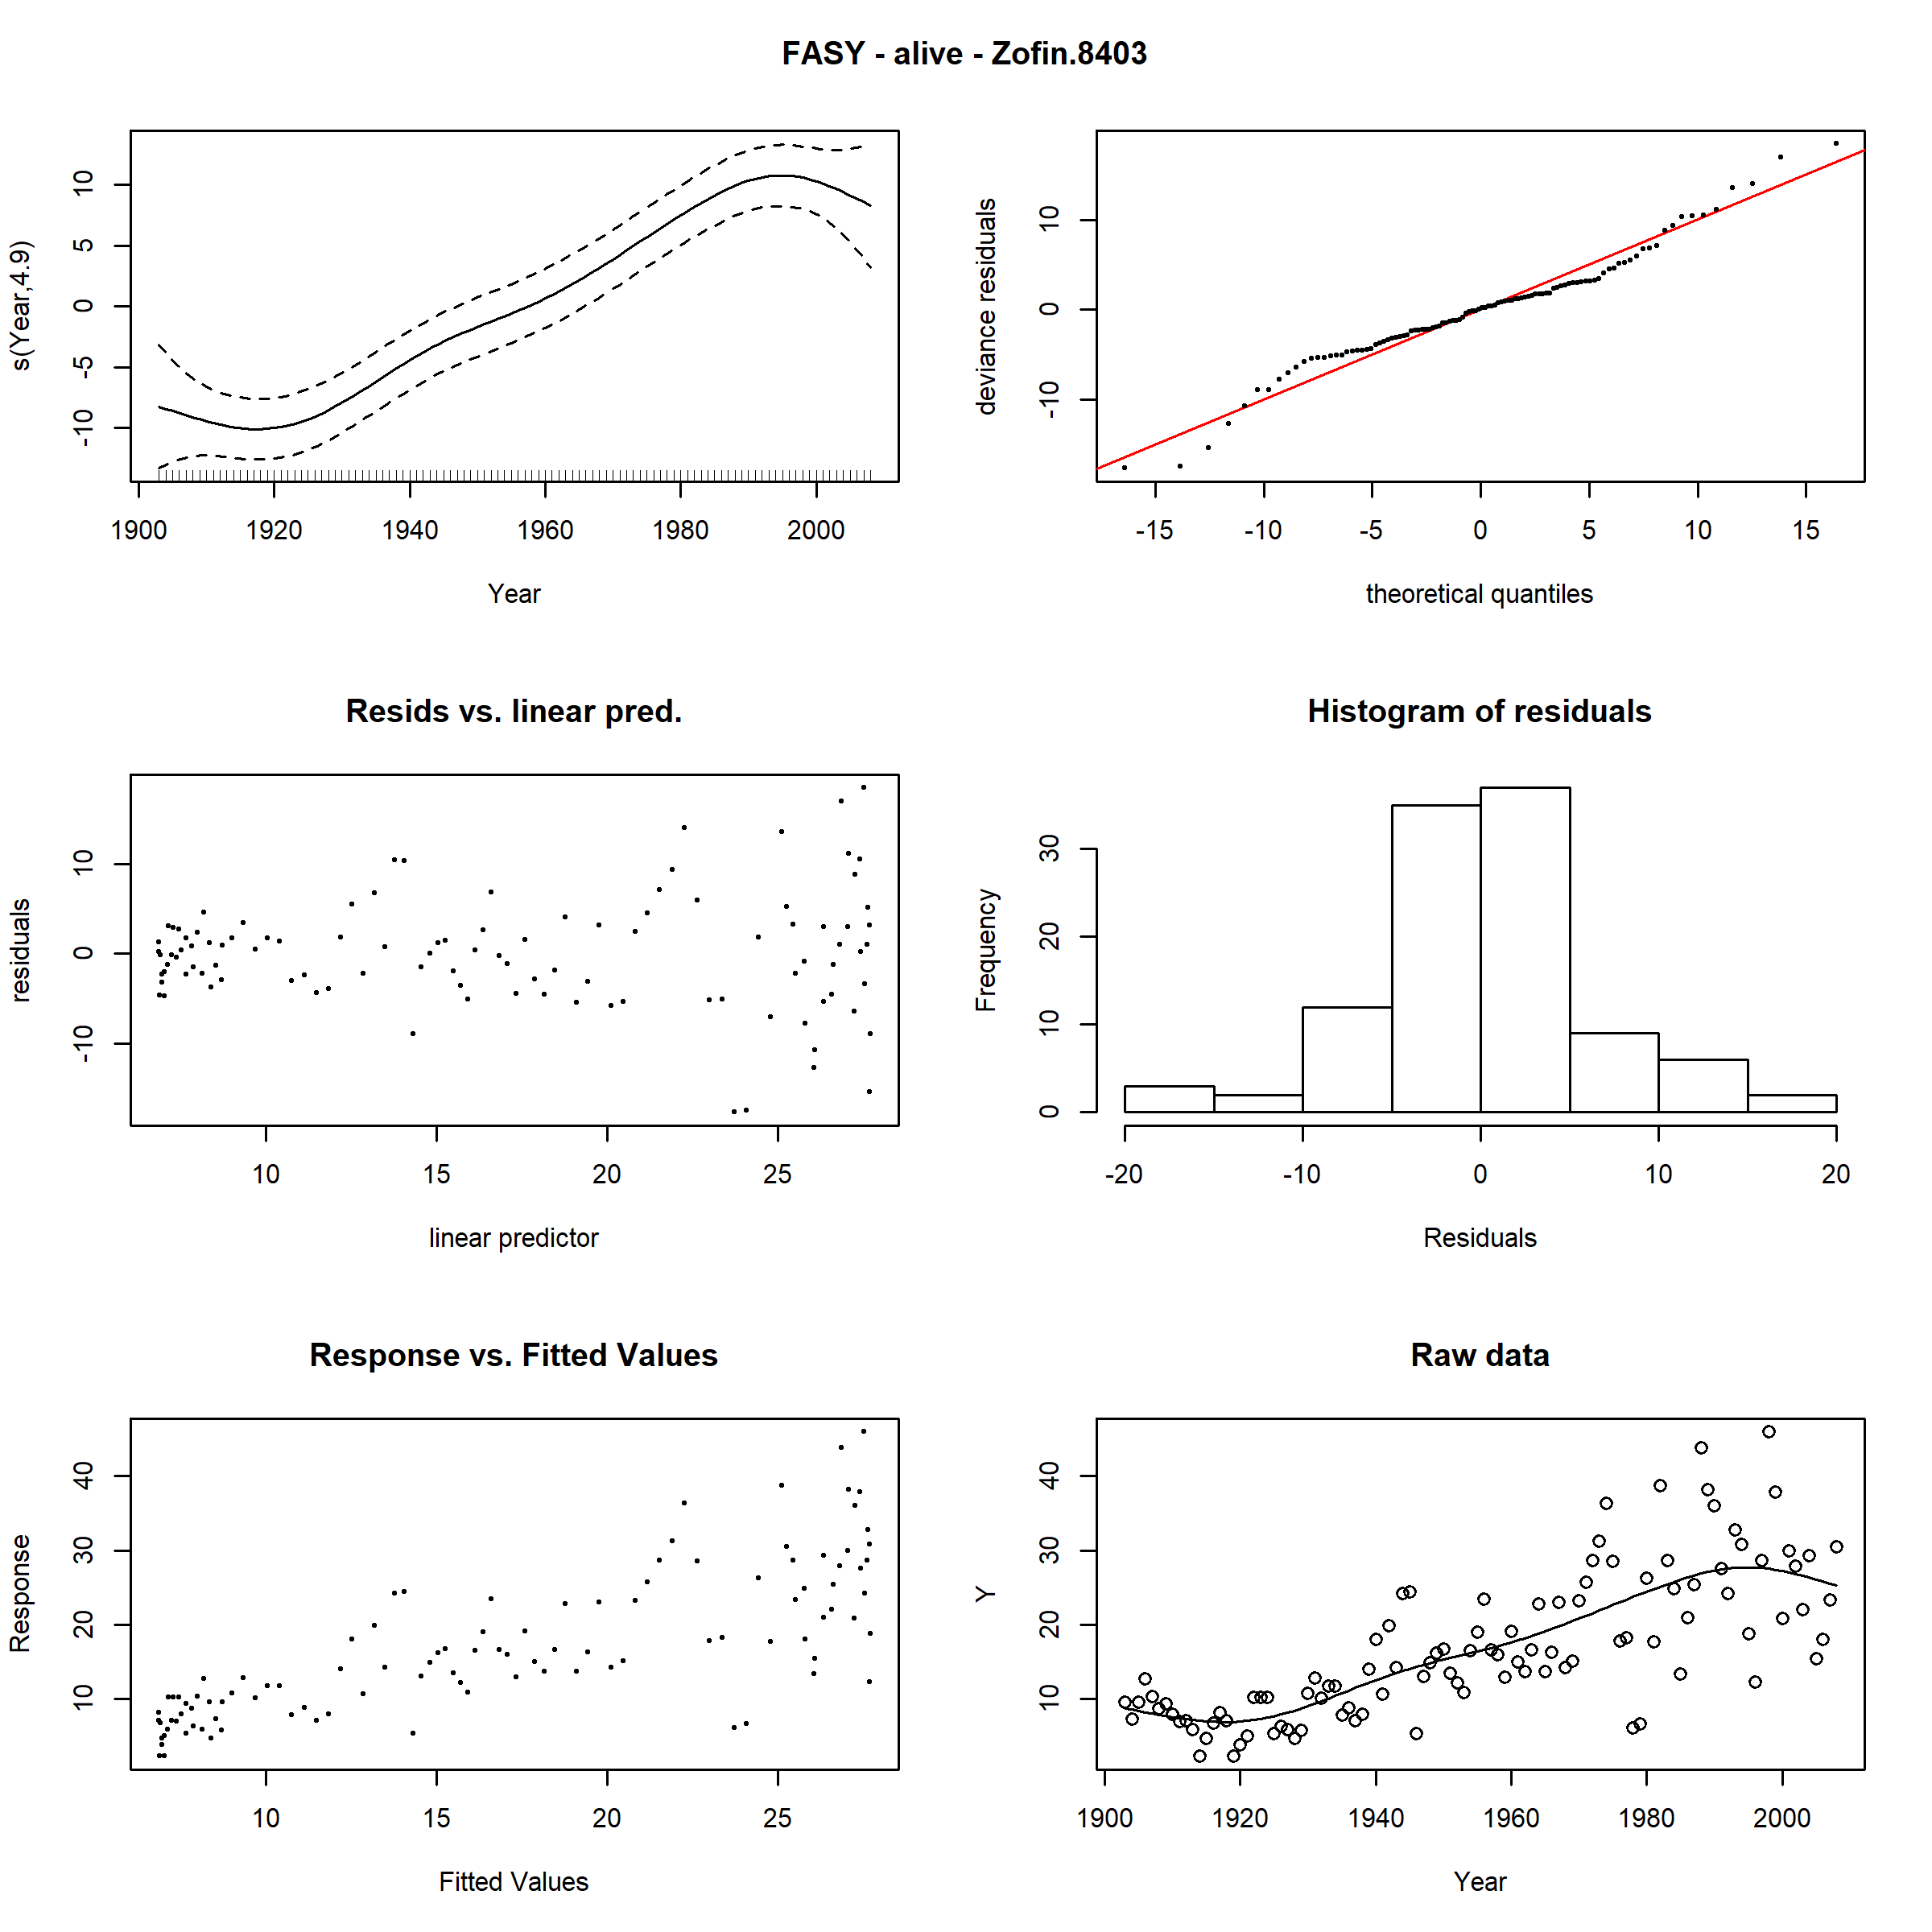 FASY - alive - Zofin.8403
s(Year,4.9)
10
5
0
-5
-10
1900 1920 1940 1960 1980 2000
Year
deviance residuals
10
0
-10
-15 -10 -5 0 5 10 15
theoretical quantiles
Resids vs. linear pred.
residuals
10
0
-10
10 15 20 25
linear predictor
Histogram of residuals
Frequency
30
20
10
0
-20 -10 0 10 20
Residuals
Response vs. Fitted Values
Response
40
30
20
10
10 15 20 25
Fitted Values
Raw data
Y
40
30
20
10
1900 1920 1940 1960 1980 2000
Year